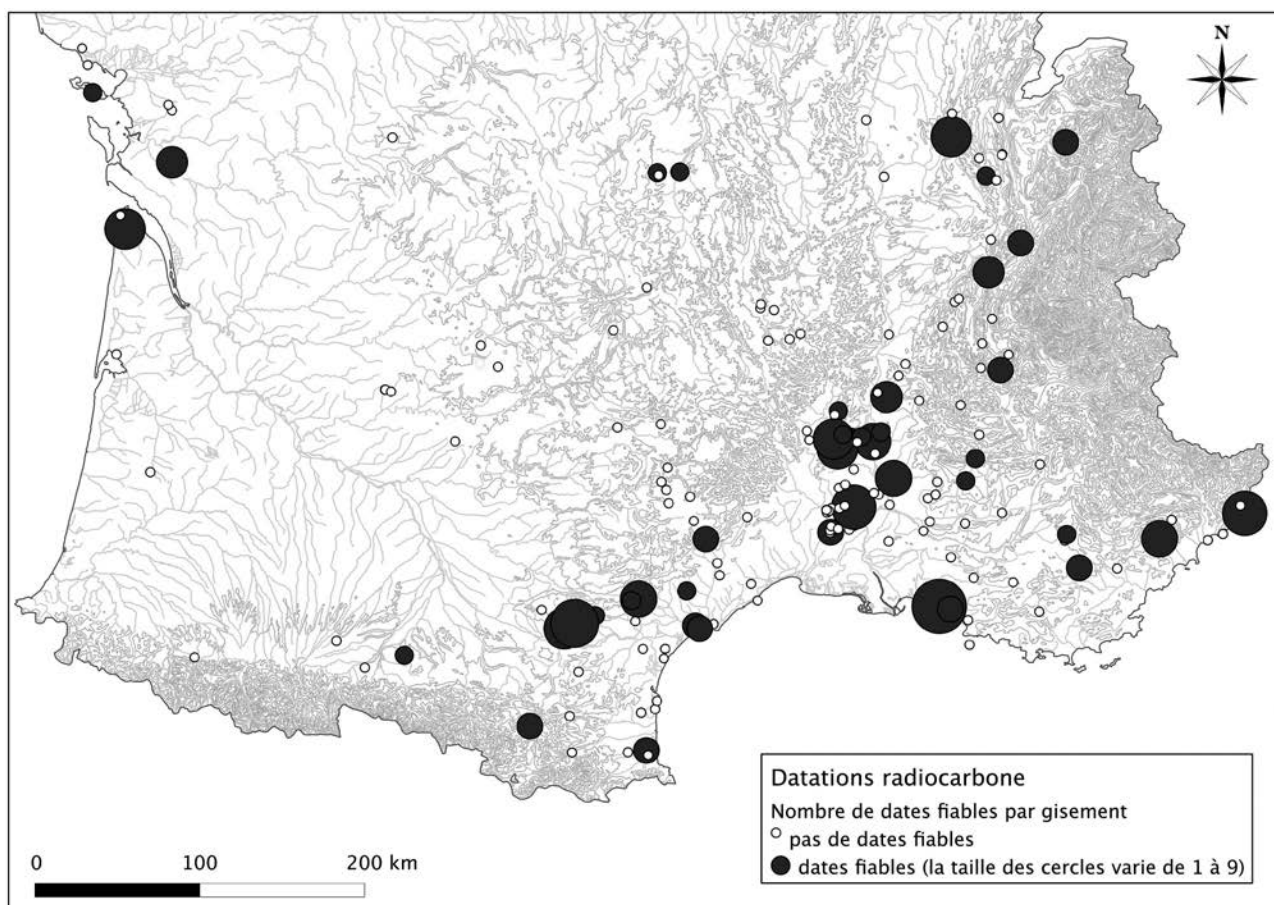 N
Datations radiocarbone
Nombre de dates fiables par gisement
pas de dates fiables
dates fiables (la taille des cercles varie de 1 à 9)
0 100 200 km